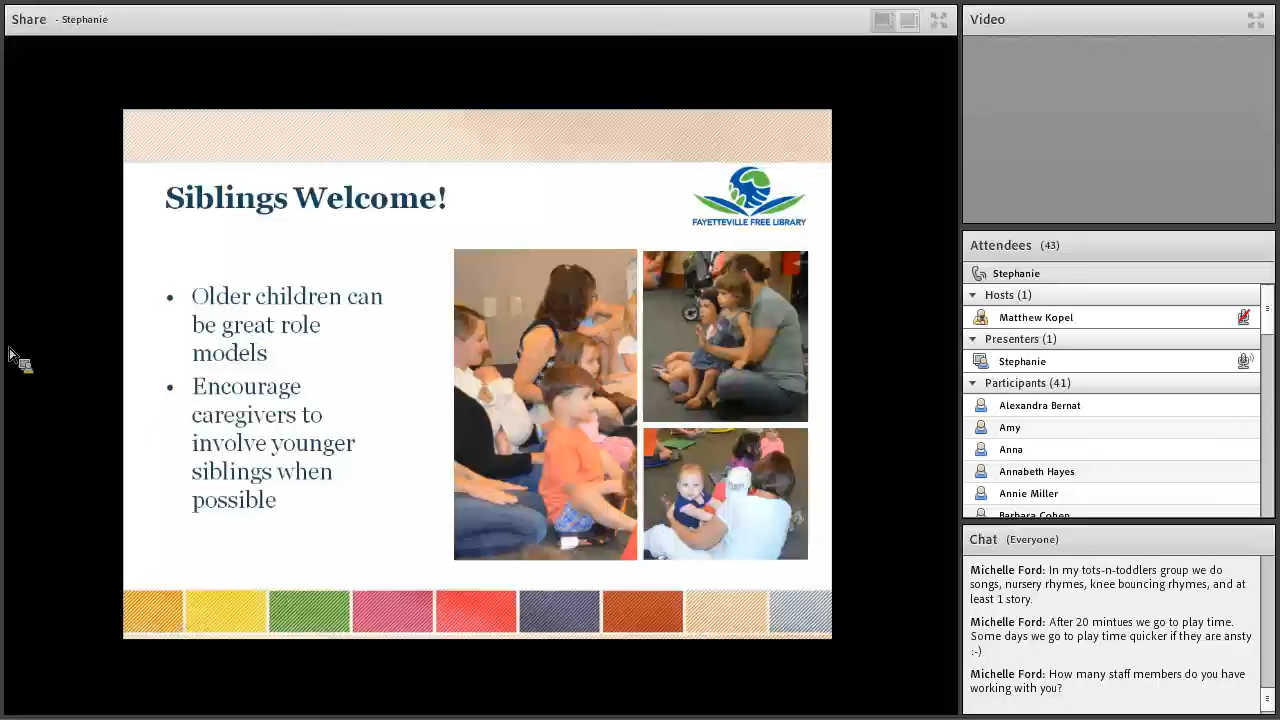 Share - Stephanie
Video
Siblings Welcome!
FAYETTEVILLE FREE LIBRARY
• Older children can
be great role
models
• Encourage
caregivers to
involve younger
siblings when
possible
Attendees (43)
Stephanie
Hosts (1)
Matthew Kopel
Presenters (1)
Stephanie
Participants (41)
Alexandra Bernat
Amy
Anna
Annabeth Hayes
Annie Miller
Barbara Cohen
Chat (Everyone)
Michelle Ford: In my tots-n-toddlers group we do
songs, nursery rhymes, knee bouncing rhymes, and at
least 1 story.
Michelle Ford: After 20 mintues we go to play time.
Some days we go to play time quicker if they are ansty
:-)
Michelle Ford: How many staff members do you have
working with you?